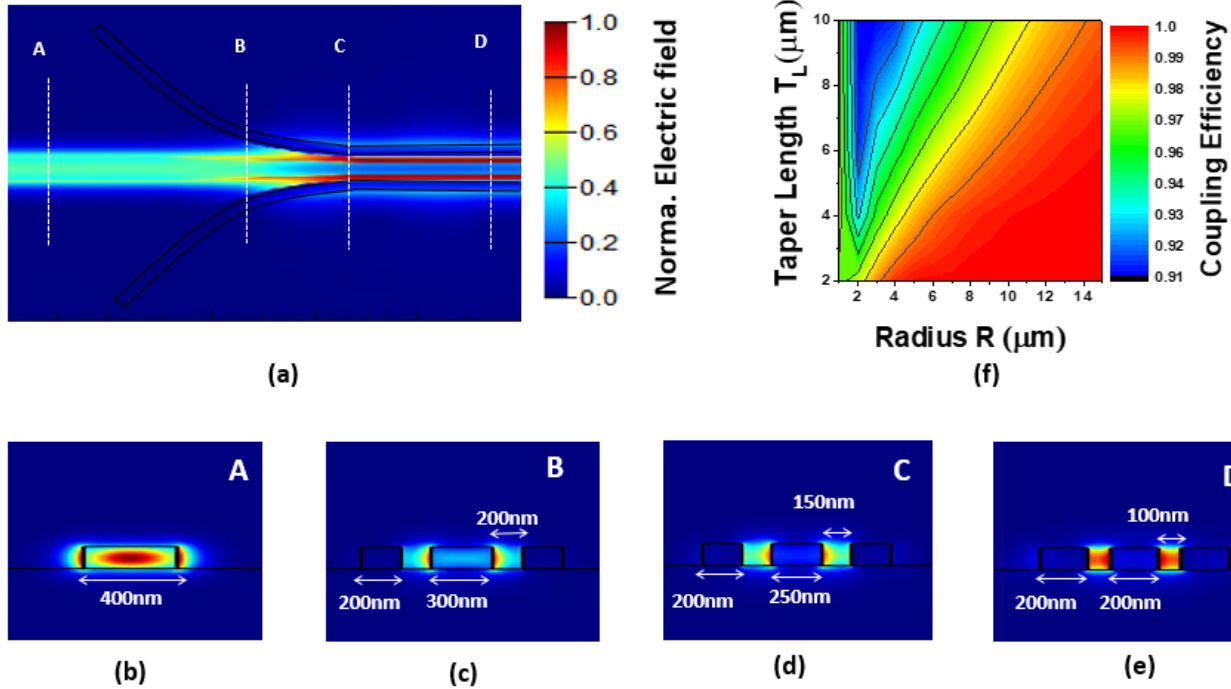 A
B
C
D
1.0
0.8
0.6
0.4
0.2
0.0
Norma. Electric field
(a)
Taper Length T_L (μm)
10
8
6
4
2
2 4 6 8 10 12 14
Radius R (μm)
1.0
0.99
0.98
0.97
0.96
0.95
0.94
0.93
0.92
0.91
Coupling Efficiency
(f)
A
400nm
(b)
B
200nm
200nm
300nm
(c)
C
150nm
200nm
250nm
(d)
D
100nm
200nm
200nm
(e)